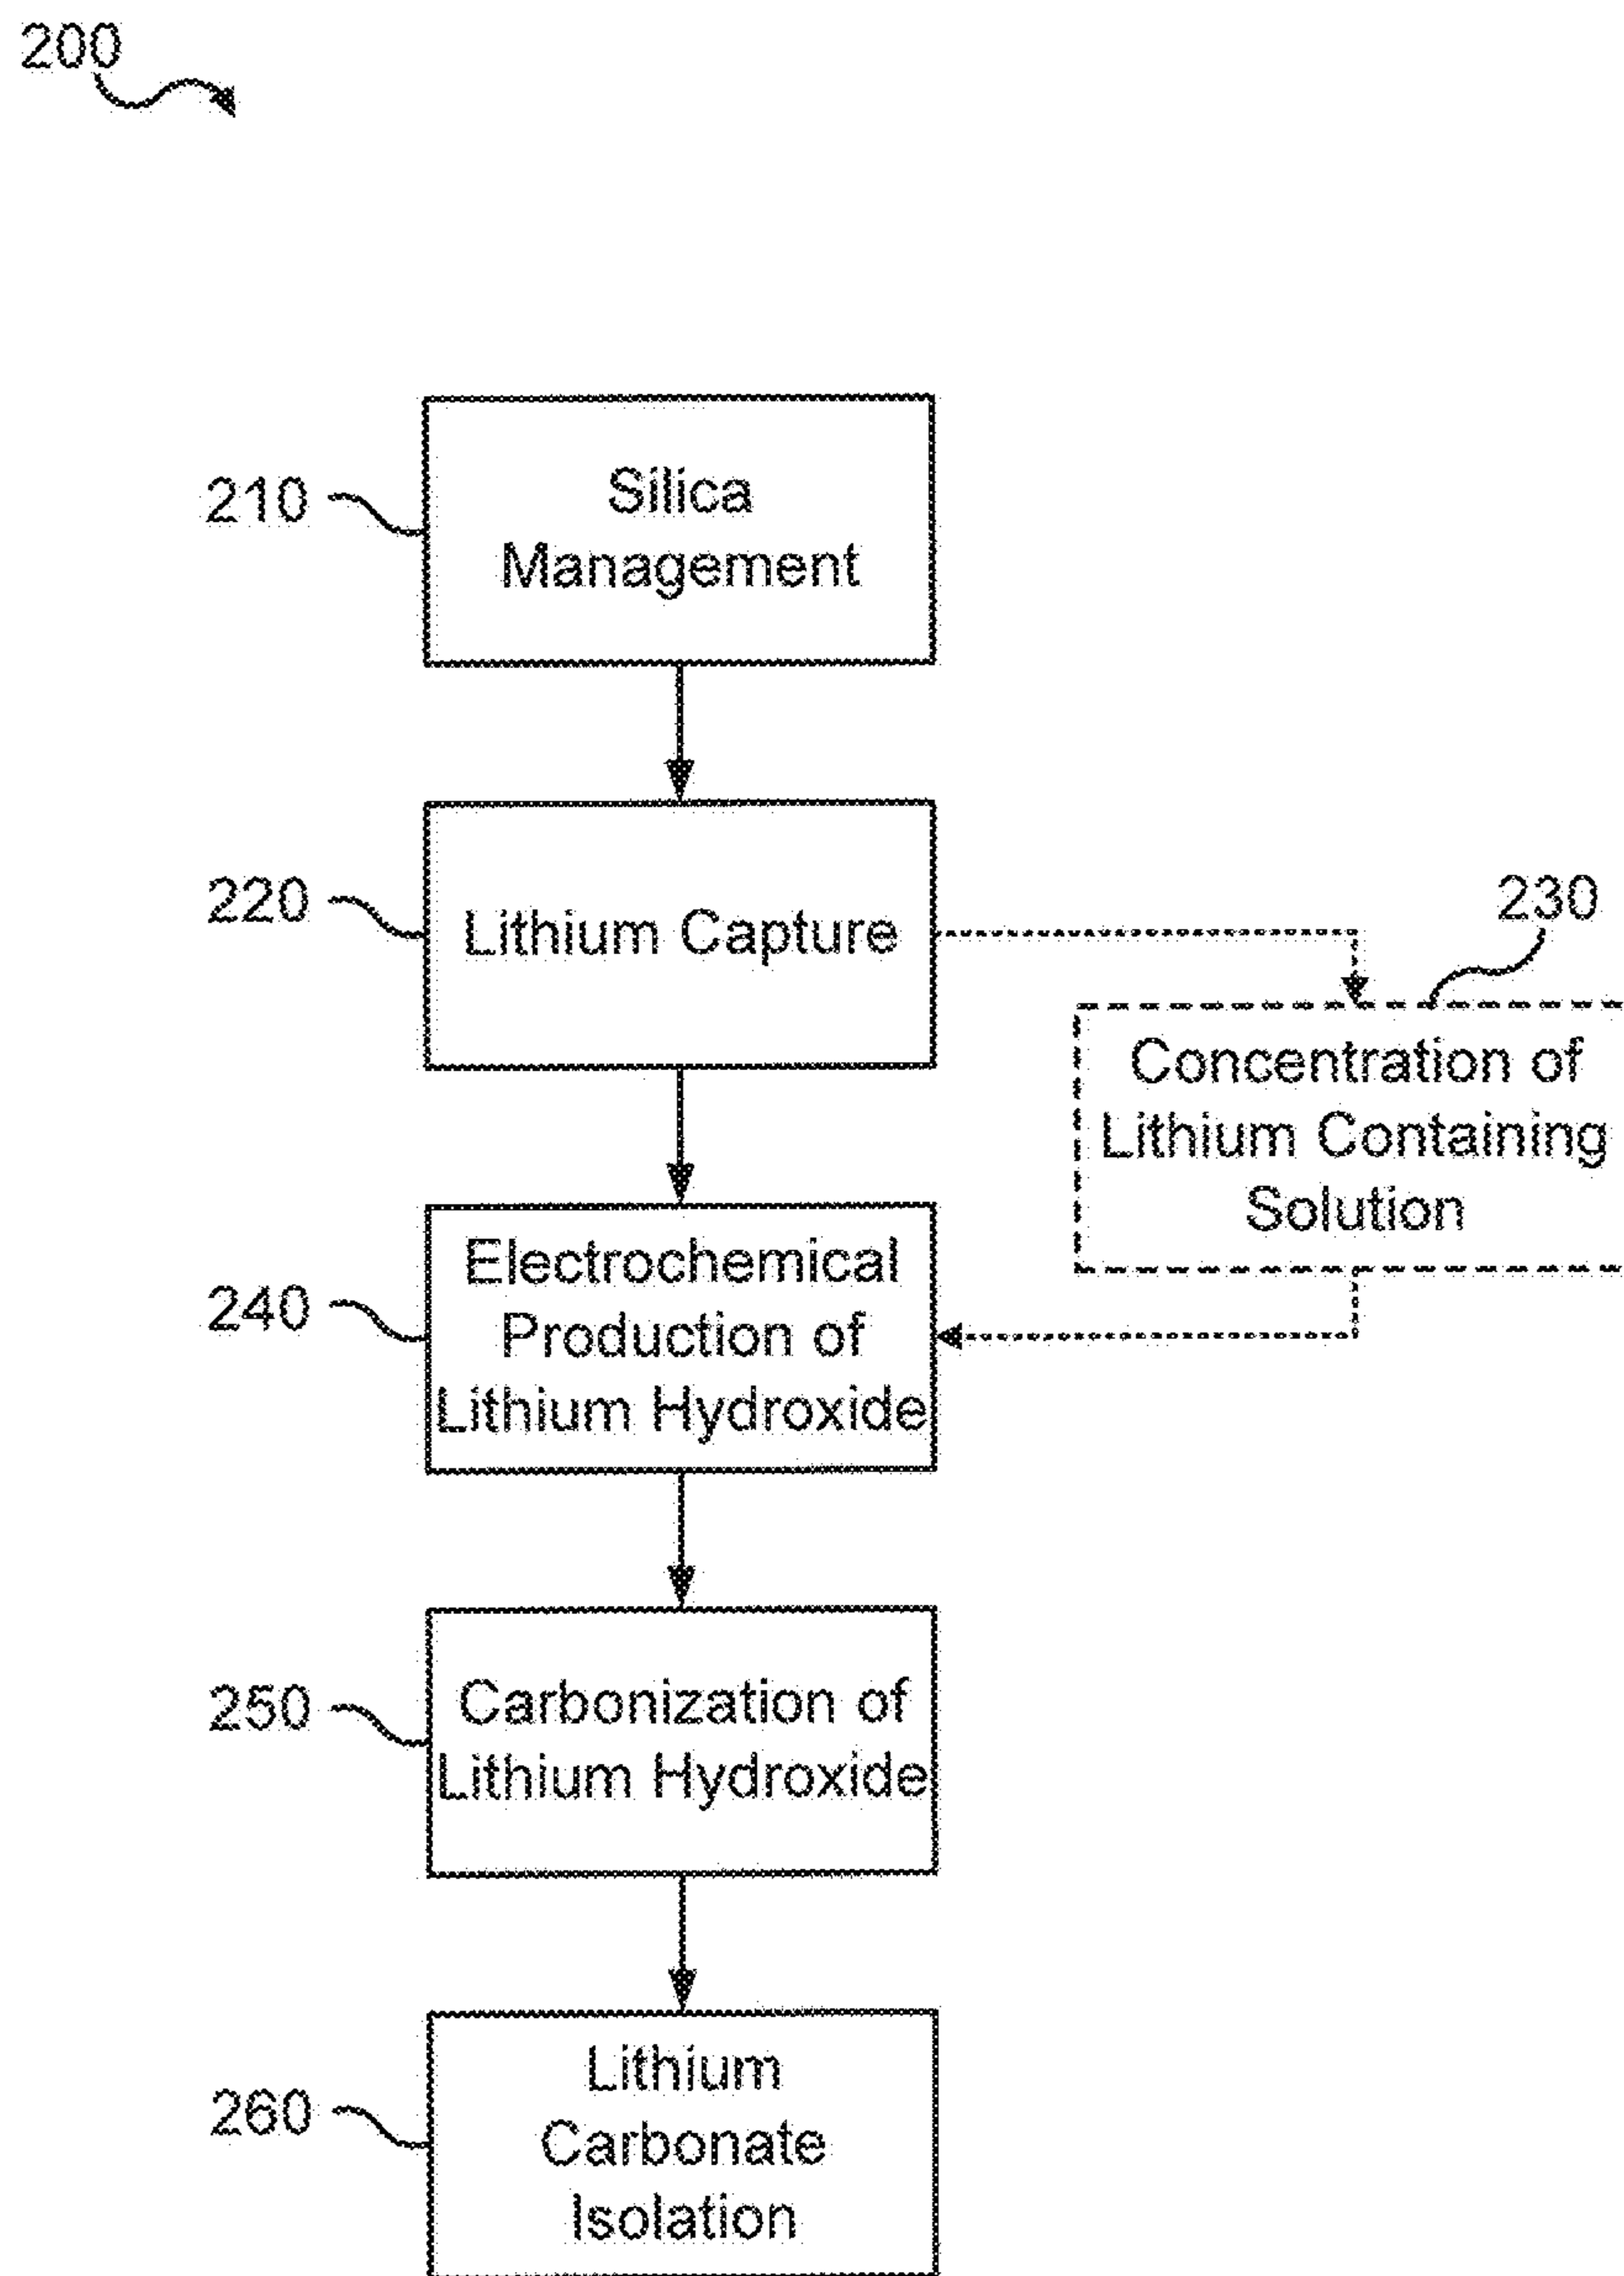 200
210
Silica
Management
220
Lithium Capture
230
Concentration of
Lithium Containing
Solution
240
Electrochemical
Production of
Lithium Hydroxide
250
Carbonization of
Lithium Hydroxide
260
Lithium
Carbonate
Isolation